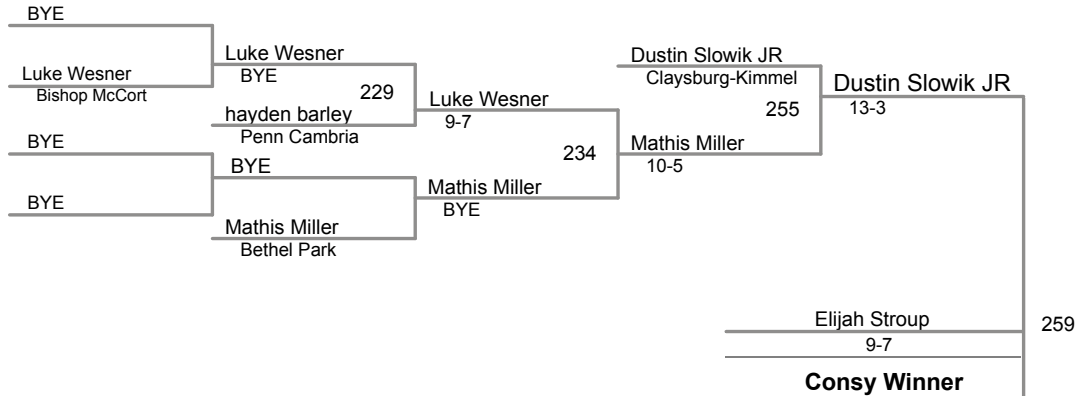 BYE
Luke Wesner
Bishop McCort
BYE
BYE
Luke Wesner
BYE
229
hayden barley
Penn Cambria
BYE
Mathis Miller
Bethel Park
Luke Wesner
9-7
234
Mathis Miller
BYE
Dustin Slowik JR
Claysburg-Kimmel
255
Mathis Miller
10-5
Dustin Slowik JR
13-3
Elijah Stroup
9-7
259
Consy Winner